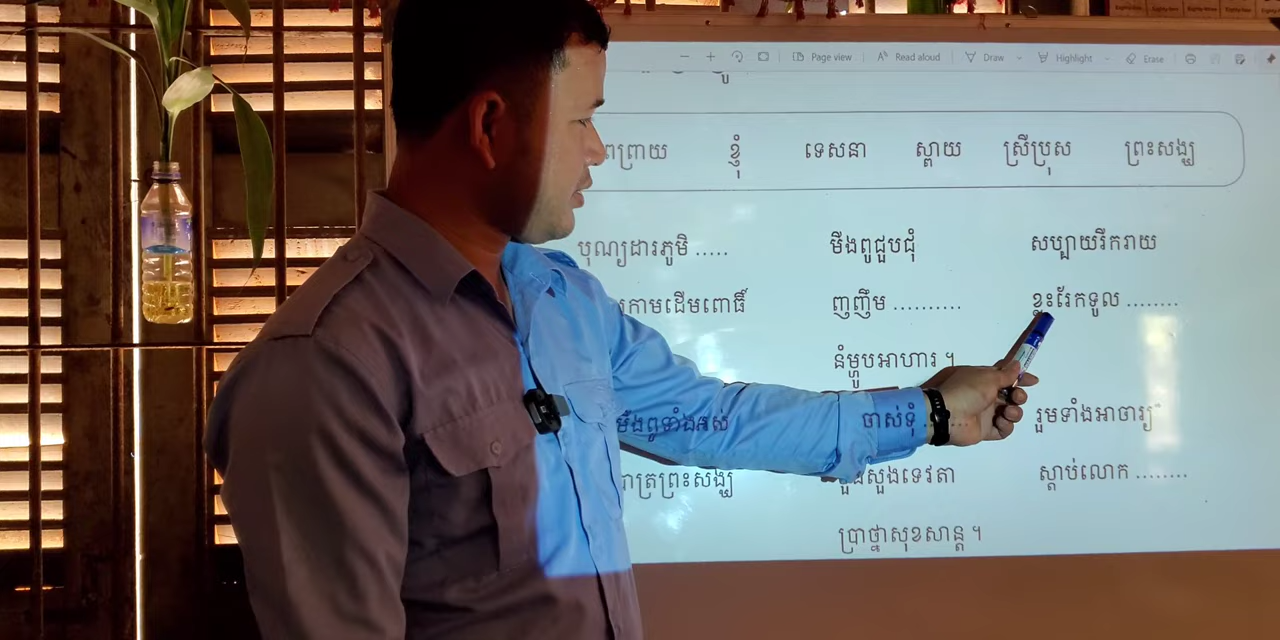 Page view Read aloud Draw Highlight Erase
ព្រាយ ខ្ញុំ ទេសនា ស្ពាយ ស្រីប្រុស ព្រះសង្ឃ
បុណ្យដារភូមិ ..... មីងពូជួបជុំ សប្បាយរីករាយ
ដើមពោធិ៍ ញញឹម .......... ខ្លះរែកទូល ........
នំម្ហូបអាហារ ។
មីងពូទាំងអស់ ចាស់ទុំ រួមទាំងអាចារ្យ
ព្រះសង្ឃ សួងទេវតា ស្ដាប់លោក ........
ប្រាថ្នាសុខសាន្ត ។